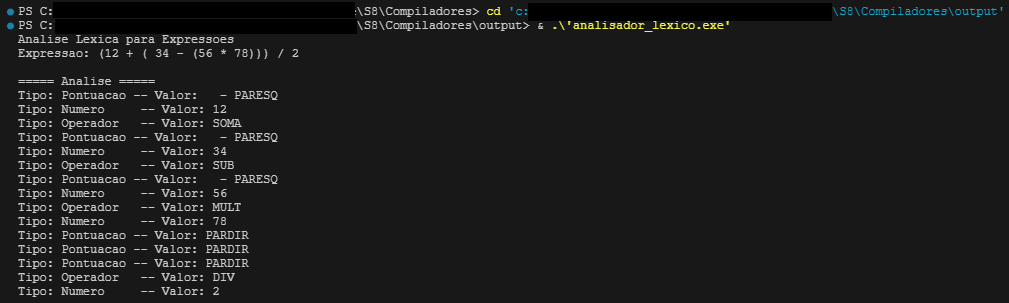 PS C:\S8\Compiladores> cd 'c:\S8\Compiladores\output'
PS C:\S8\Compiladores\output> & .\'analisador_lexico.exe'
Analise Lexica para Expressoes
Expressao: (12 + ( 34 - (56 * 78))) / 2
===== Analise =====
Tipo: Pontuacao -- Valor:   - PARESQ
Tipo: Numero    -- Valor: 12
Tipo: Operador  -- Valor: SOMA
Tipo: Pontuacao -- Valor:   - PARESQ
Tipo: Numero    -- Valor: 34
Tipo: Operador  -- Valor: SUB
Tipo: Pontuacao -- Valor:   - PARESQ
Tipo: Numero    -- Valor: 56
Tipo: Operador  -- Valor: MULT
Tipo: Numero    -- Valor: 78
Tipo: Pontuacao -- Valor: PARDIR
Tipo: Pontuacao -- Valor: PARDIR
Tipo: Pontuacao -- Valor: PARDIR
Tipo: Operador  -- Valor: DIV
Tipo: Numero    -- Valor: 2